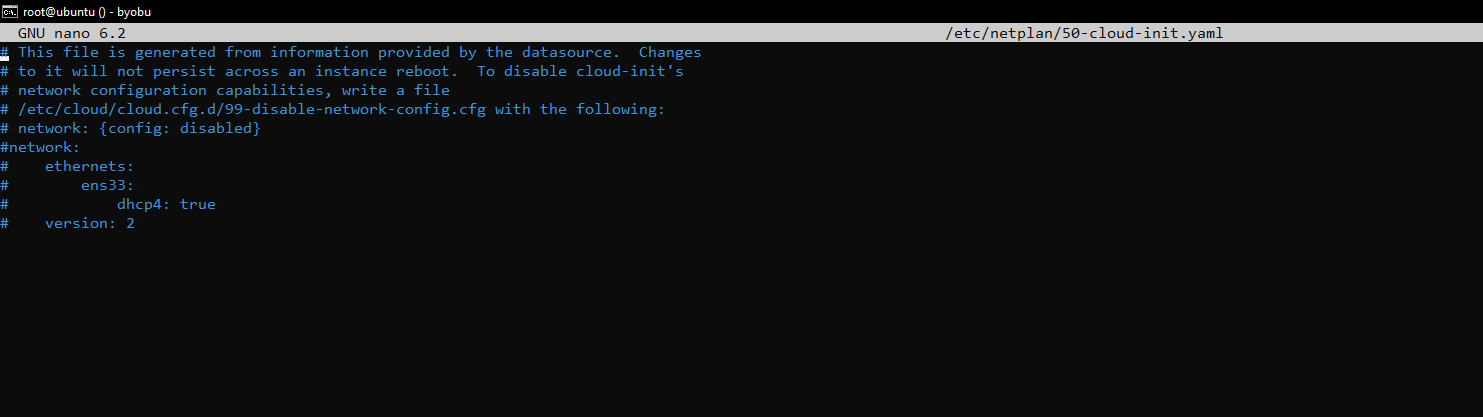 root@ubuntu () - byobu
GNU nano 6.2 /etc/netplan/50-cloud-init.yaml
# This file is generated from information provided by the datasource.  Changes
# to it will not persist across an instance reboot.  To disable cloud-init's
# network configuration capabilities, write a file
# /etc/cloud/cloud.cfg.d/99-disable-network-config.cfg with the following:
# network: {config: disabled}
#network:
#    ethernets:
#        ens33:
#            dhcp4: true
#    version: 2